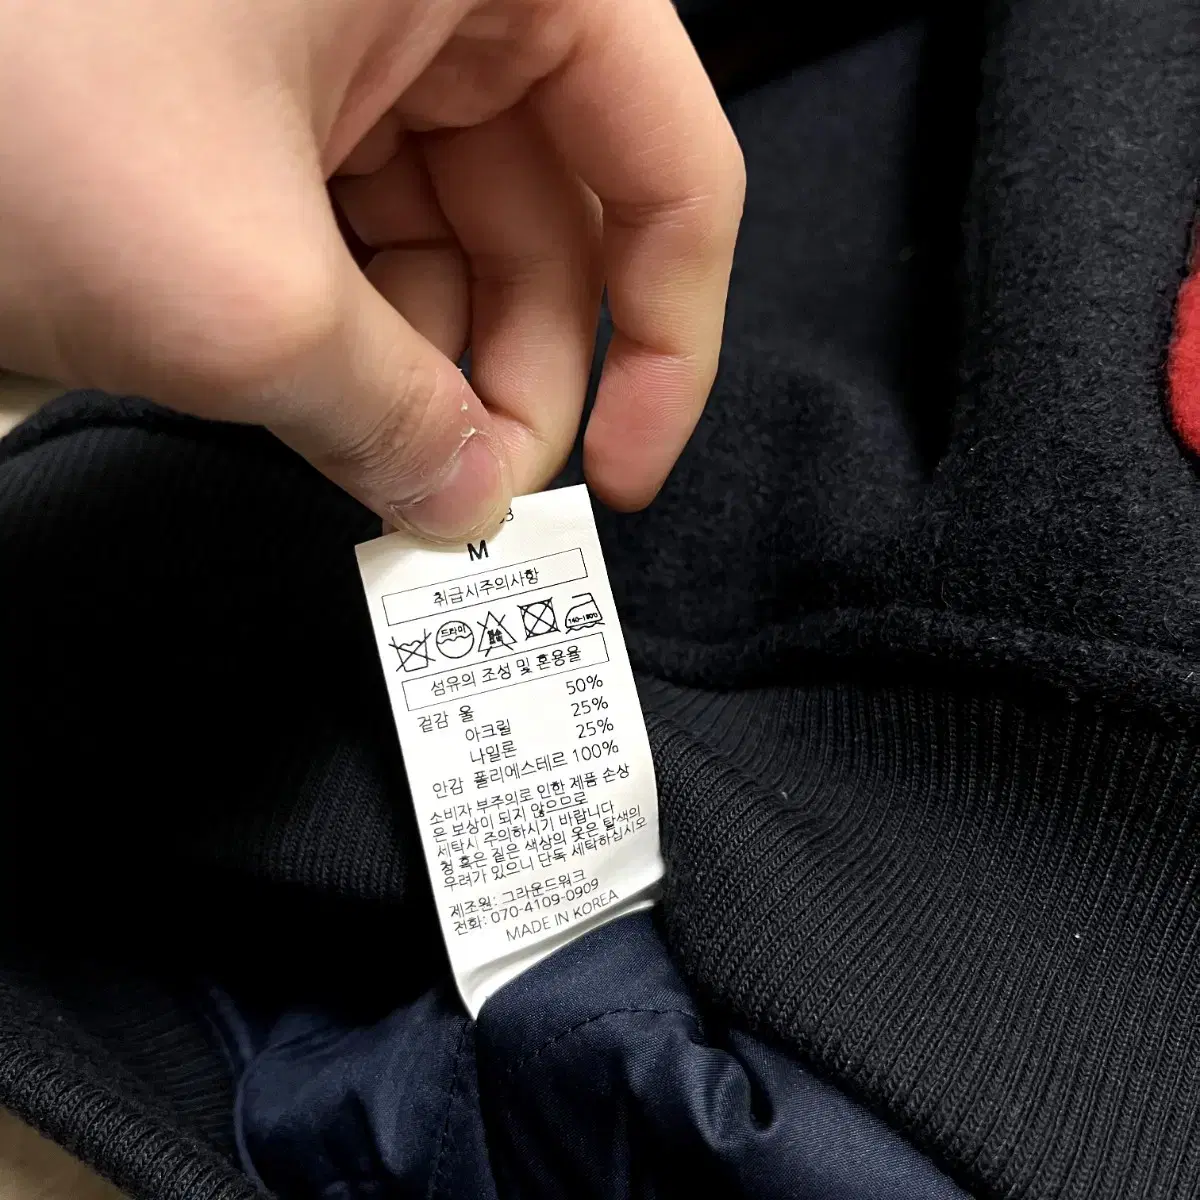 M
취급시주의사항
드라이
섬유의 조성 및 혼용율
겉감 울 50%
아크릴 25%
나일론 25%
안감 폴리에스테르 100%
소비자 부주의로 인한 제품 손상
은 보상이 되지 않으므로
세탁시 주의하시기 바랍니다
청 혹은 짙은 색상의 옷은 탈색의
우려가 있으니 단독 세탁하십시오
제조원: 그라운드워크
전화: 070-4109-0909
MADE IN KOREA